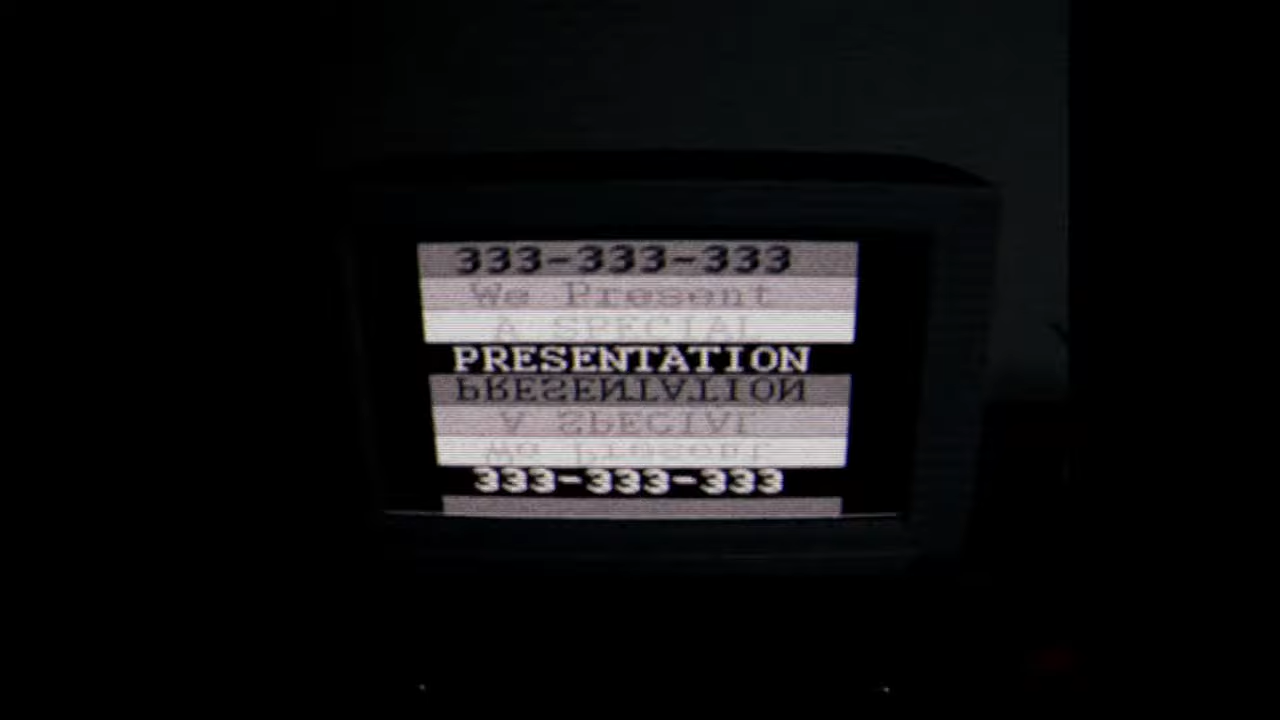 333-333-333
We Present
A SPECIAL
PRESENTATION
PRESENTATION
A SPECIAL
We Present
333-333-333